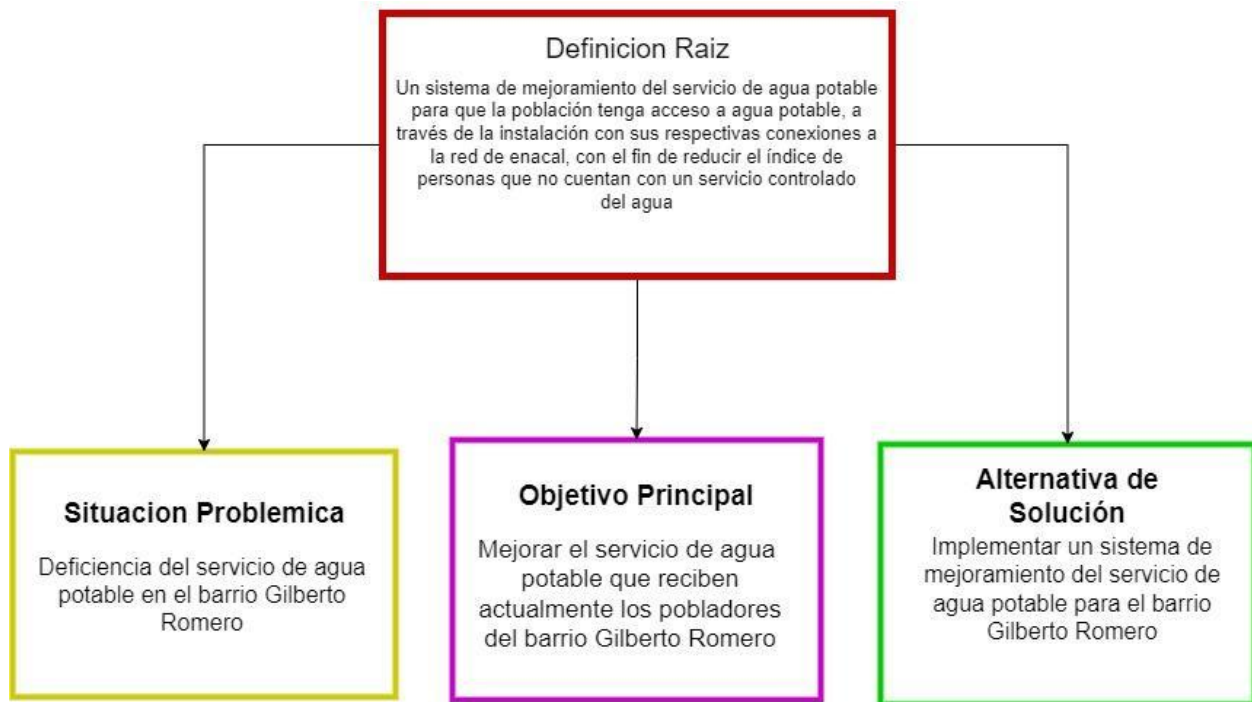 Definicion Raiz
Un sistema de mejoramiento del servicio de agua potable
para que la población tenga acceso a agua potable, a
través de la instalación con sus respectivas conexiones a
la red de enacal, con el fin de reducir el índice de
personas que no cuentan con un servicio controlado
del agua
Situacion Problemica
Deficiencia del servicio de agua
potable en el barrio Gilberto
Romero
Objetivo Principal
Mejorar el servicio de agua
potable que reciben
actualmente los pobladores
del barrio Gilberto Romero
Alternativa de
Solución
Implementar un sistema de
mejoramiento del servicio de
agua potable para el barrio
Gilberto Romero